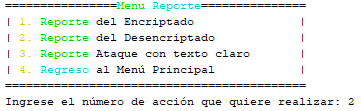 ================Menu Reporte===============
| 1. Reporte del Encriptado               |
| 2. Reporte del Desencriptado            |
| 3. Reporte Ataque con texto claro       |
| 4. Regreso al Menú Principal            |
===========================================
Ingrese el número de acción que quiere realizar: 2